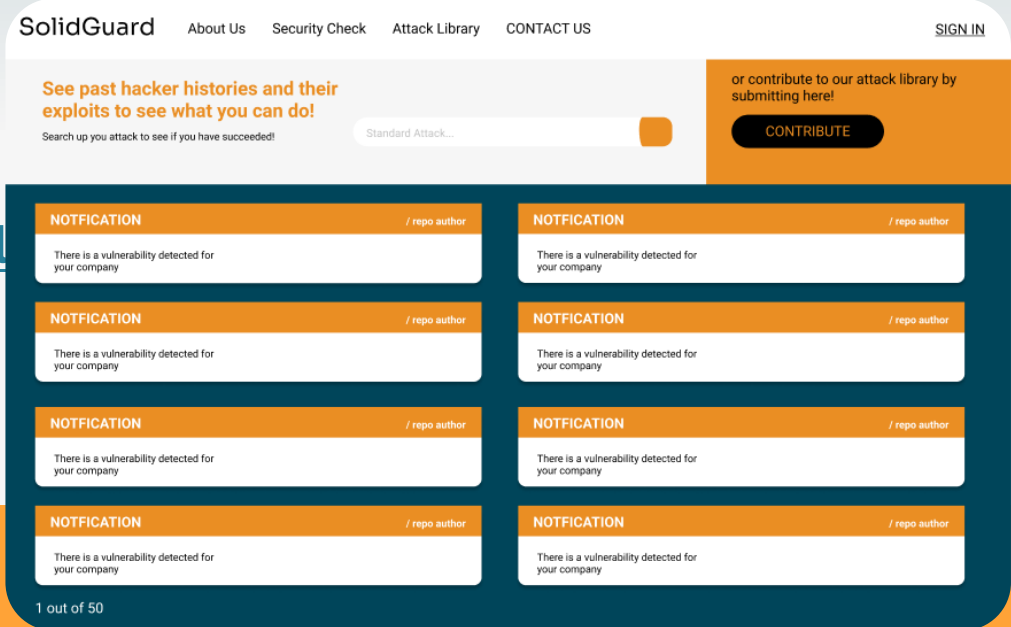 SolidGuard About Us Security Check Attack Library CONTACT US SIGN IN
See past hacker histories and their
exploits to see what you can do!
Search up you attack to see if you have succeeded!
Standard Attack...
or contribute to our attack library by
submitting here!
CONTRIBUTE
NOTFICATION / repo author
There is a vulnerability detected for
your company
NOTFICATION / repo author
There is a vulnerability detected for
your company
NOTFICATION / repo author
There is a vulnerability detected for
your company
NOTFICATION / repo author
There is a vulnerability detected for
your company
NOTFICATION / repo author
There is a vulnerability detected for
your company
NOTFICATION / repo author
There is a vulnerability detected for
your company
NOTFICATION / repo author
There is a vulnerability detected for
your company
NOTFICATION / repo author
There is a vulnerability detected for
your company
1 out of 50